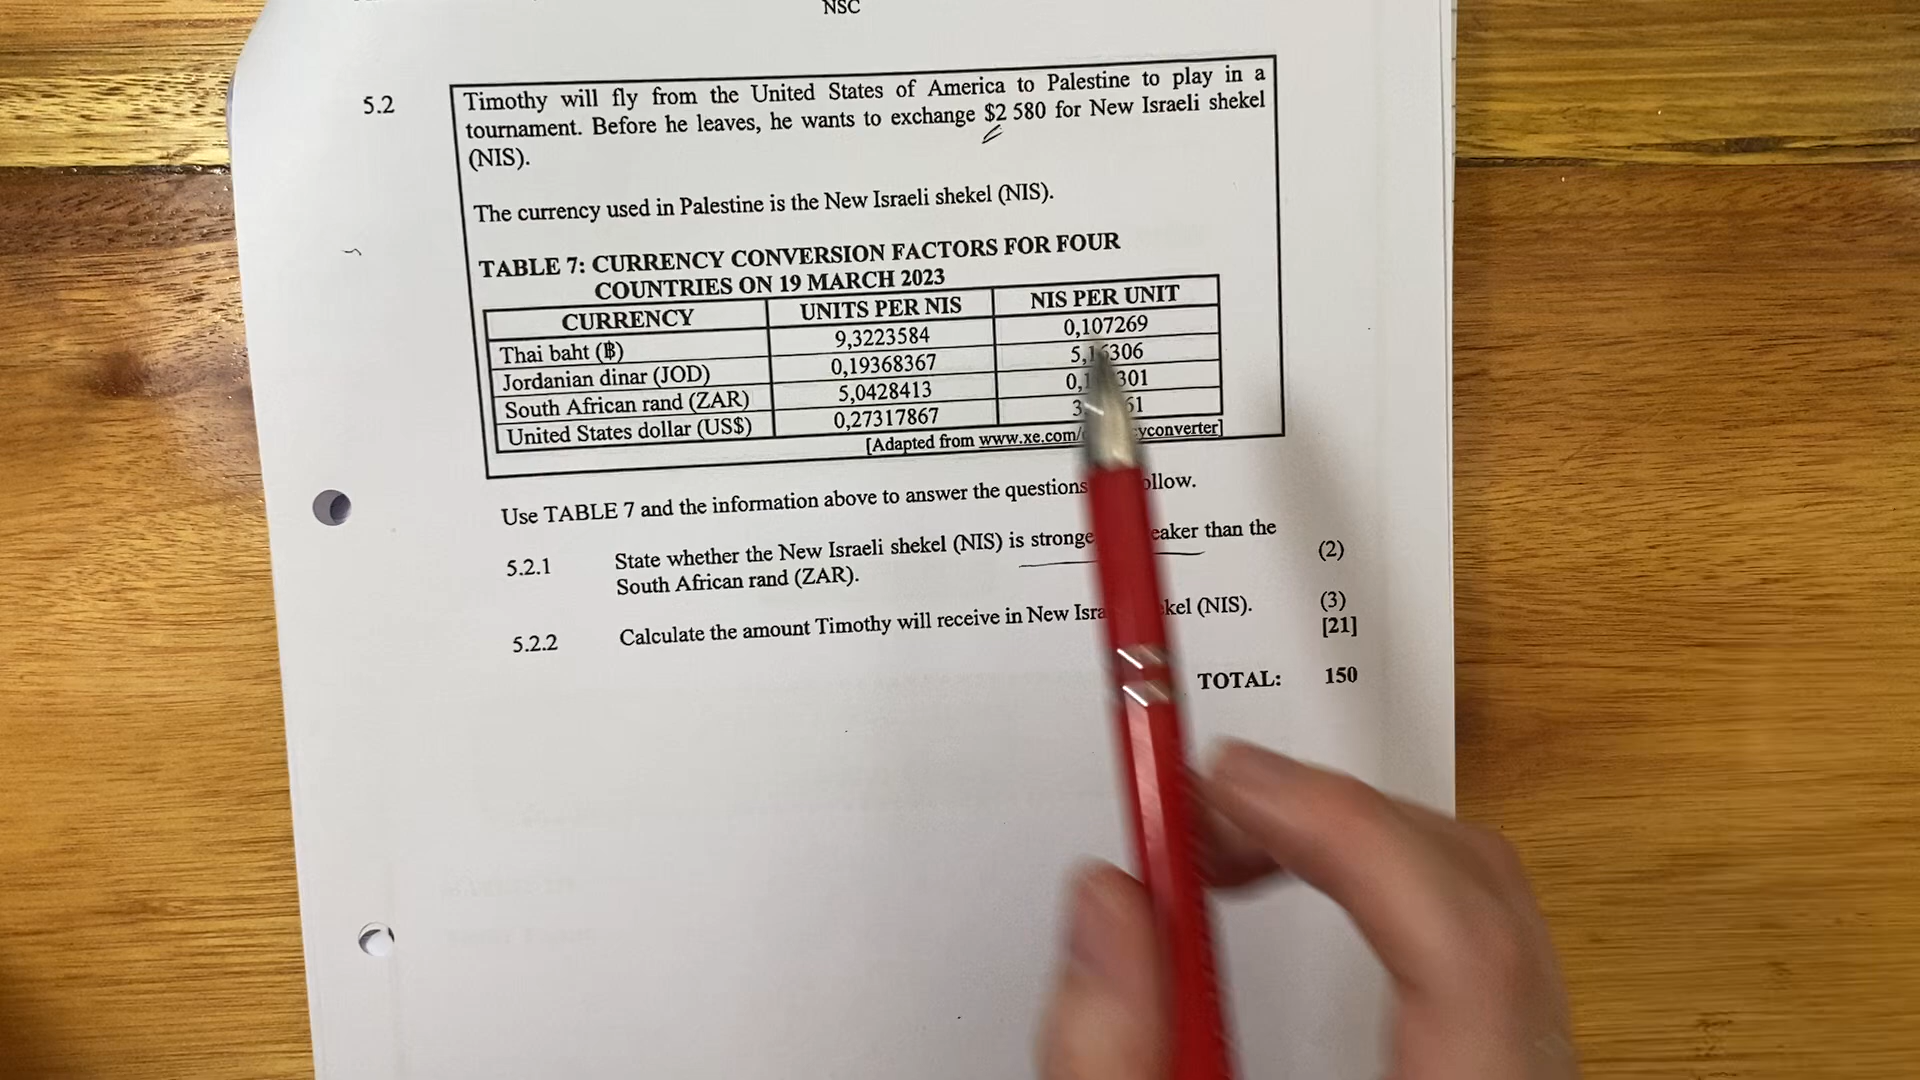 NSC
5.2
Timothy will fly from the United States of America to Palestine to play in a
tournament. Before he leaves, he wants to exchange $2 580 for New Israeli shekel
(NIS).
The currency used in Palestine is the New Israeli shekel (NIS).
TABLE 7: CURRENCY CONVERSION FACTORS FOR FOUR
COUNTRIES ON 19 MARCH 2023
CURRENCY UNITS PER NIS NIS PER UNIT
Thai baht (฿) 9,3223584 0,107269
Jordanian dinar (JOD) 0,19368367 5,16306
South African rand (ZAR) 5,0428413
United States dollar (US$) 0,27317867
[Adapted from www.xe.com/
Use TABLE 7 and the information above to answer the questions
5.2.1 State whether the New Israeli shekel (NIS) is than the (2)
South African rand (ZAR).
5.2.2 Calculate the amount Timothy will receive in New (NIS). (3)
[21]
TOTAL: 150